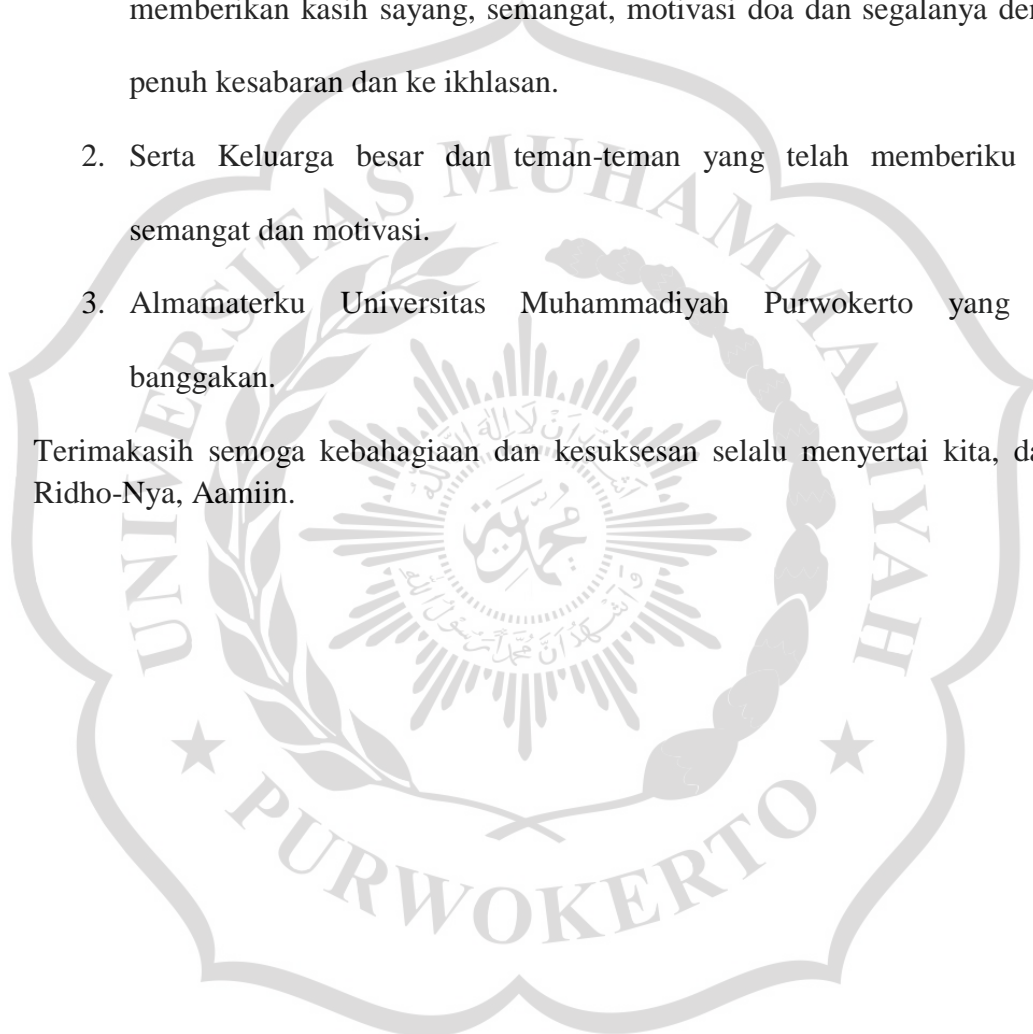 memberikan kasih sayang, semangat, motivasi doa dan segalanya
penuh kesabaran dan ke ikhlasan.
2. Serta Keluarga besar dan teman-teman yang telah memberiku
semangat dan motivasi.
3. Almamaterku Universitas Muhammadiyah Purwokerto yang
banggakan.
Terimakasih semoga kebahagiaan dan kesuksesan selalu menyertai kita,
Ridho-Nya, Aamiin.
UNIVERSITAS MUHAMMADIYAH
PURWOKERTO